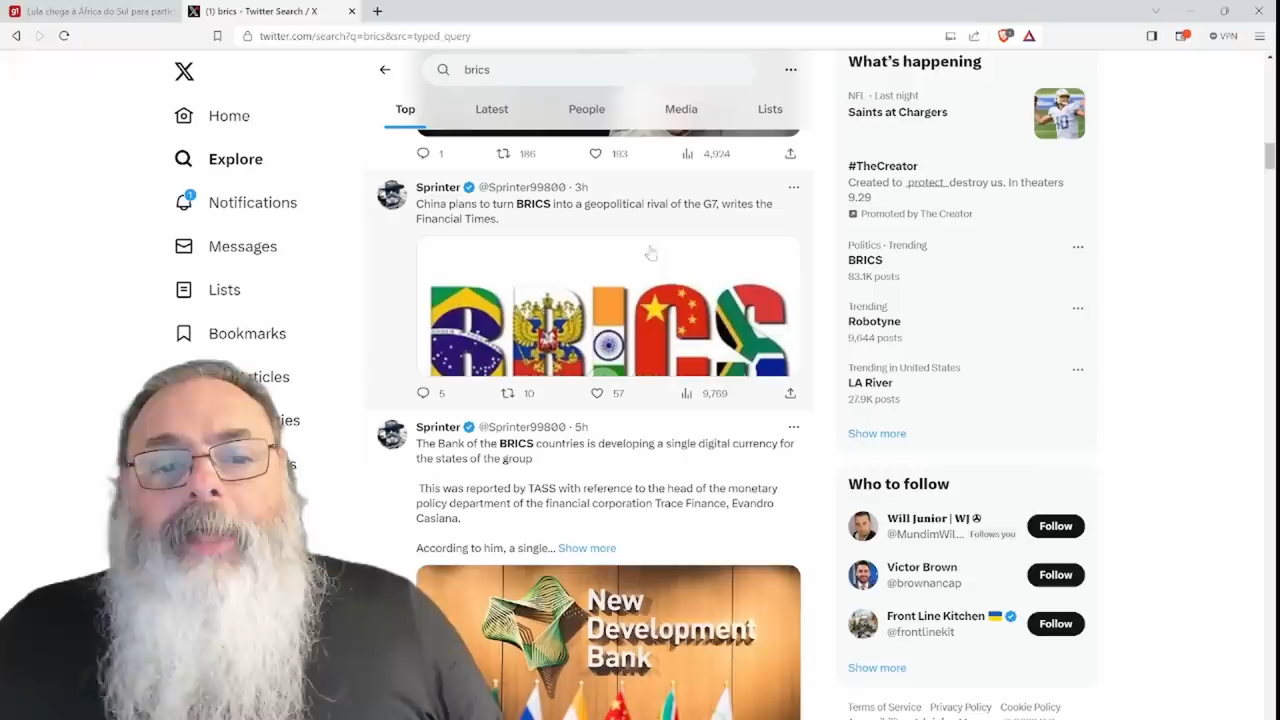 Lula chega à África do Sul para partic
(1) brics - Twitter Search / X
twitter.com/search?q=brics&src=typed_query
VPN
Home
Explore
1
Notifications
Messages
Lists
Bookmarks
brics
Top
Latest
People
Media
Lists
1
186
193
4,924
Sprinter @Sprinter99800 · 3h
China plans to turn BRICS into a geopolitical rival of the G7, writes the
Financial Times.
BRICS
5
10
57
9,769
Sprinter @Sprinter99800 · 5h
The Bank of the BRICS countries is developing a single digital currency for
the states of the group
This was reported by TASS with reference to the head of the monetary
policy department of the financial corporation Trace Finance, Evandro
Casiana.
According to him, a single... Show more
New
Development
Bank
What's happening
NFL · Last night
Saints at Chargers
#TheCreator
Created to protect destroy us. In theaters
9.29
Promoted by The Creator
Politics · Trending
BRICS
83.1K posts
Trending
Robotyne
9,644 posts
Trending in United States
LA River
27.9K posts
Show more
Who to follow
Will Junior | WJ
@MundimWil... Follows you
Follow
Victor Brown
@brownancap
Follow
Front Line Kitchen
@frontlinekit
Follow
Show more
Terms of Service Privacy Policy Cookie Policy